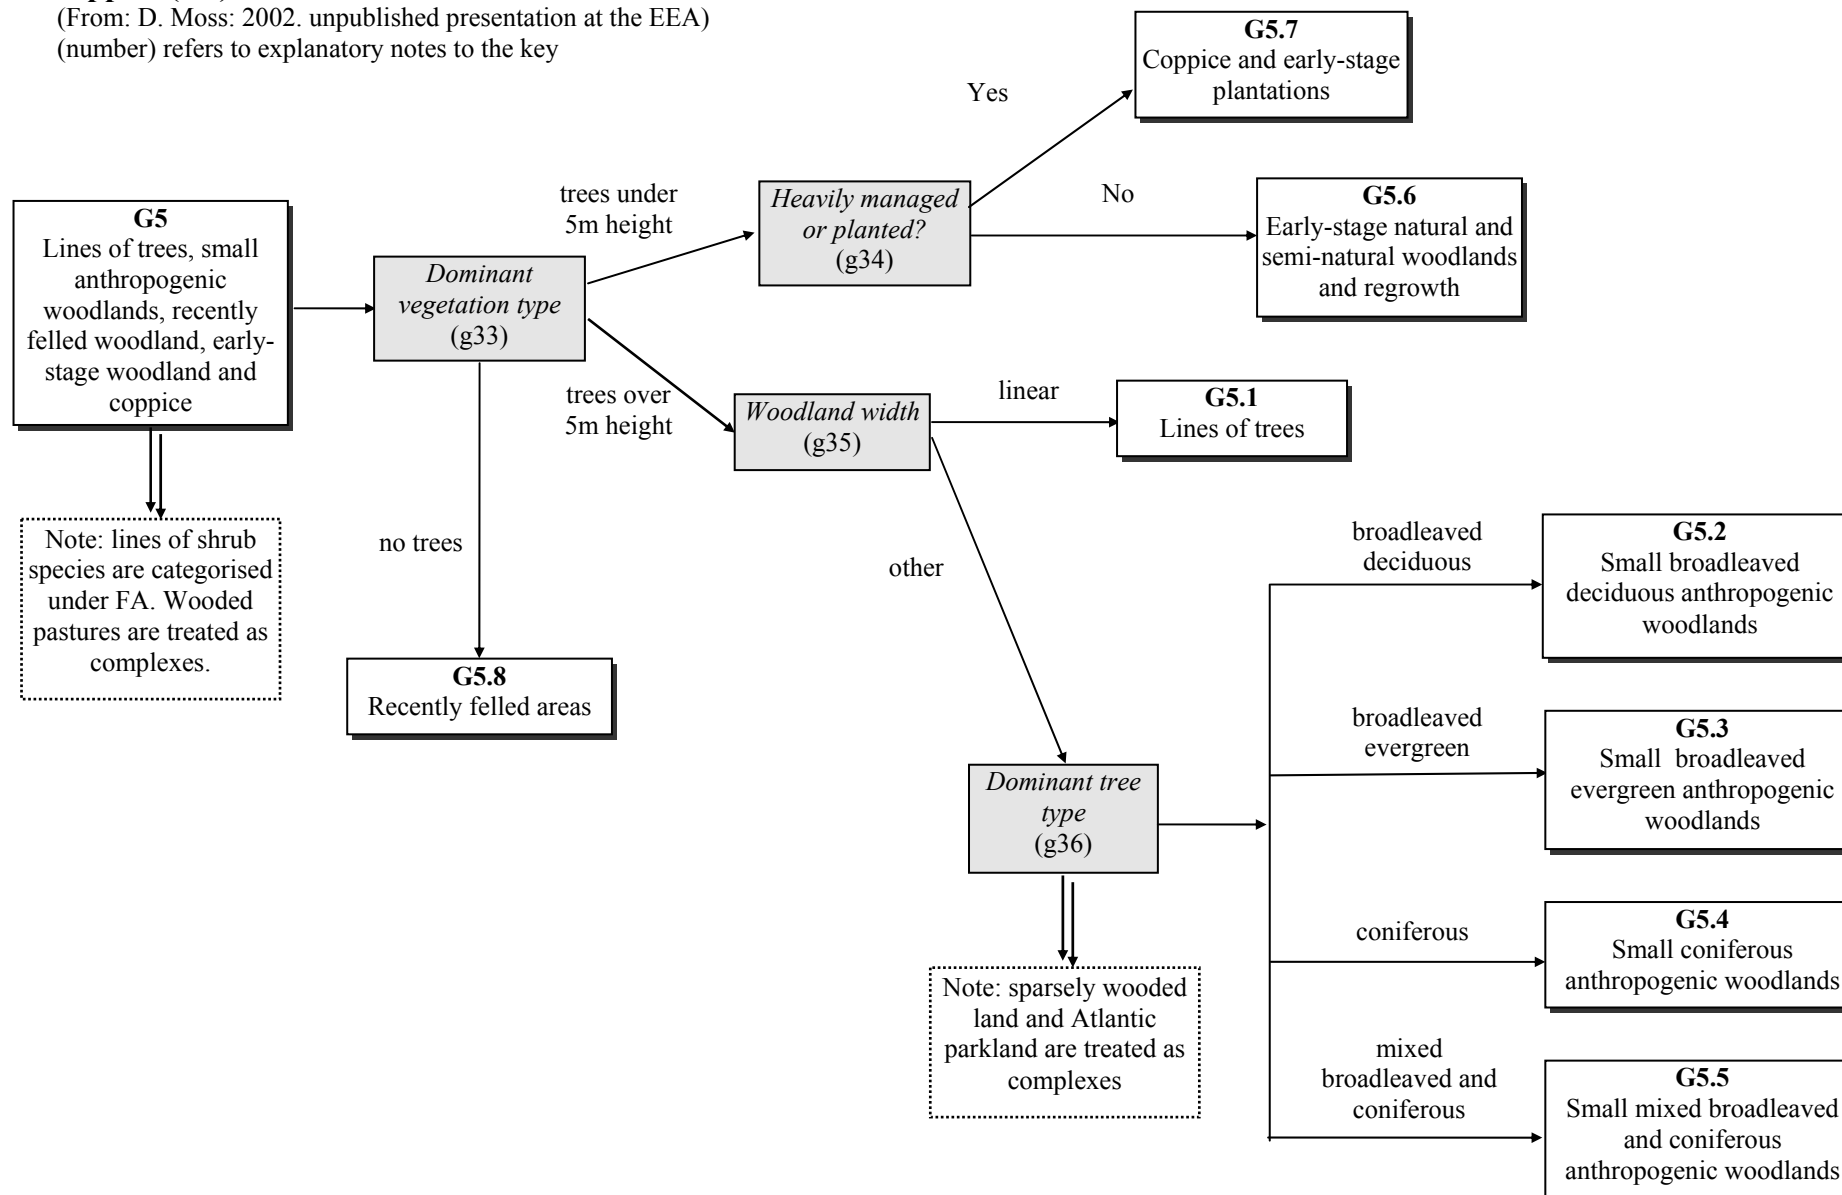 (From: D. Moss: 2002. unpublished presentation at the EEA)
(number) refers to explanatory notes to the key
G5.7
Coppice and early-stage
plantations
Yes
trees under
5m height
Heavily managed
or planted?
(g34)
No
G5.6
Early-stage natural and
semi-natural woodlands
and regrowth
G5
Lines of trees, small
anthropogenic
woodlands, recently
felled woodland, early-
stage woodland and
coppice
Dominant
vegetation type
(g33)
trees over
5m height
Woodland width
(g35)
linear
G5.1
Lines of trees
Note: lines of shrub
species are categorised
under FA. Wooded
pastures are treated as
complexes.
no trees
other
G5.8
Recently felled areas
broadleaved
deciduous
G5.2
Small broadleaved
deciduous anthropogenic
woodlands
broadleaved
evergreen
G5.3
Small  broadleaved
evergreen anthropogenic
woodlands
Dominant tree
type
(g36)
coniferous
G5.4
Small coniferous
anthropogenic woodlands
Note: sparsely wooded
land and Atlantic
parkland are treated as
complexes
mixed
broadleaved and
coniferous
G5.5
Small mixed broadleaved
and coniferous
anthropogenic woodlands